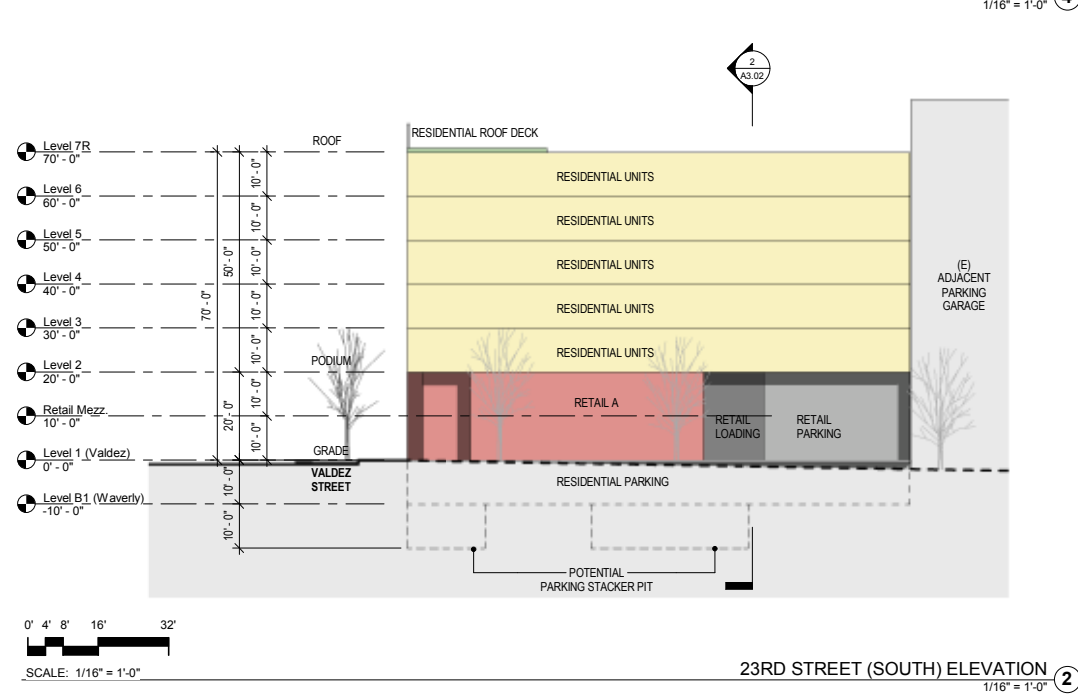 1/16" = 1'-0"
2
A3.02
RESIDENTIAL ROOF DECK
ROOF
Level 7R
70' - 0"
Level 6
60' - 0"
Level 5
50' - 0"
Level 4
40' - 0"
Level 3
30' - 0"
Level 2
20' - 0"
Retail Mezz.
10' - 0"
Level 1 (Valdez)
0' - 0"
Level B1 (Waverly)
-10' - 0"
70' - 0"
50' - 0"
20' - 0"
10' - 0"
10' - 0"
10' - 0"
10' - 0"
10' - 0"
10' - 0"
10' - 0"
10' - 0"
10' - 0"
10' - 0"
RESIDENTIAL UNITS
RESIDENTIAL UNITS
RESIDENTIAL UNITS
RESIDENTIAL UNITS
RESIDENTIAL UNITS
(E)
ADJACENT
PARKING
GARAGE
PODIUM
RETAIL A
RETAIL
LOADING
RETAIL
PARKING
GRADE
VALDEZ
STREET
RESIDENTIAL PARKING
POTENTIAL
PARKING STACKER PIT
0' 4' 8' 16' 32'
SCALE: 1/16" = 1'-0"
23RD STREET (SOUTH) ELEVATION
1/16" = 1'-0"
2